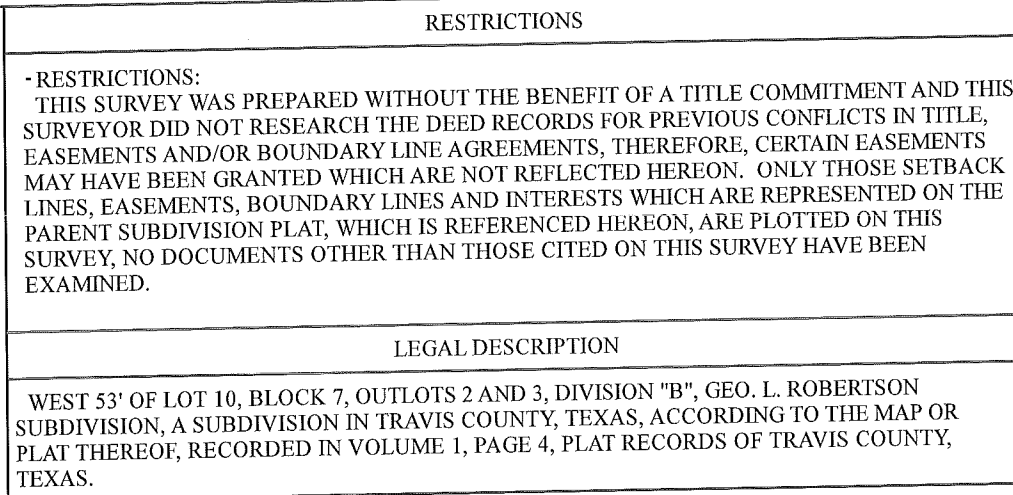 RESTRICTIONS
- RESTRICTIONS:
THIS SURVEY WAS PREPARED WITHOUT THE BENEFIT OF A TITLE COMMITMENT AND THIS
SURVEYOR DID NOT RESEARCH THE DEED RECORDS FOR PREVIOUS CONFLICTS IN TITLE,
EASEMENTS AND/OR BOUNDARY LINE AGREEMENTS, THEREFORE, CERTAIN EASEMENTS
MAY HAVE BEEN GRANTED WHICH ARE NOT REFLECTED HEREON. ONLY THOSE SETBACK
LINES, EASEMENTS, BOUNDARY LINES AND INTERESTS WHICH ARE REPRESENTED ON THE
PARENT SUBDIVISION PLAT, WHICH IS REFERENCED HEREON, ARE PLOTTED ON THIS
SURVEY, NO DOCUMENTS OTHER THAN THOSE CITED ON THIS SURVEY HAVE BEEN
EXAMINED.
LEGAL DESCRIPTION
WEST 53' OF LOT 10, BLOCK 7, OUTLOTS 2 AND 3, DIVISION "B", GEO. L. ROBERTSON
SUBDIVISION, A SUBDIVISION IN TRAVIS COUNTY, TEXAS, ACCORDING TO THE MAP OR
PLAT THEREOF, RECORDED IN VOLUME 1, PAGE 4, PLAT RECORDS OF TRAVIS COUNTY,
TEXAS.